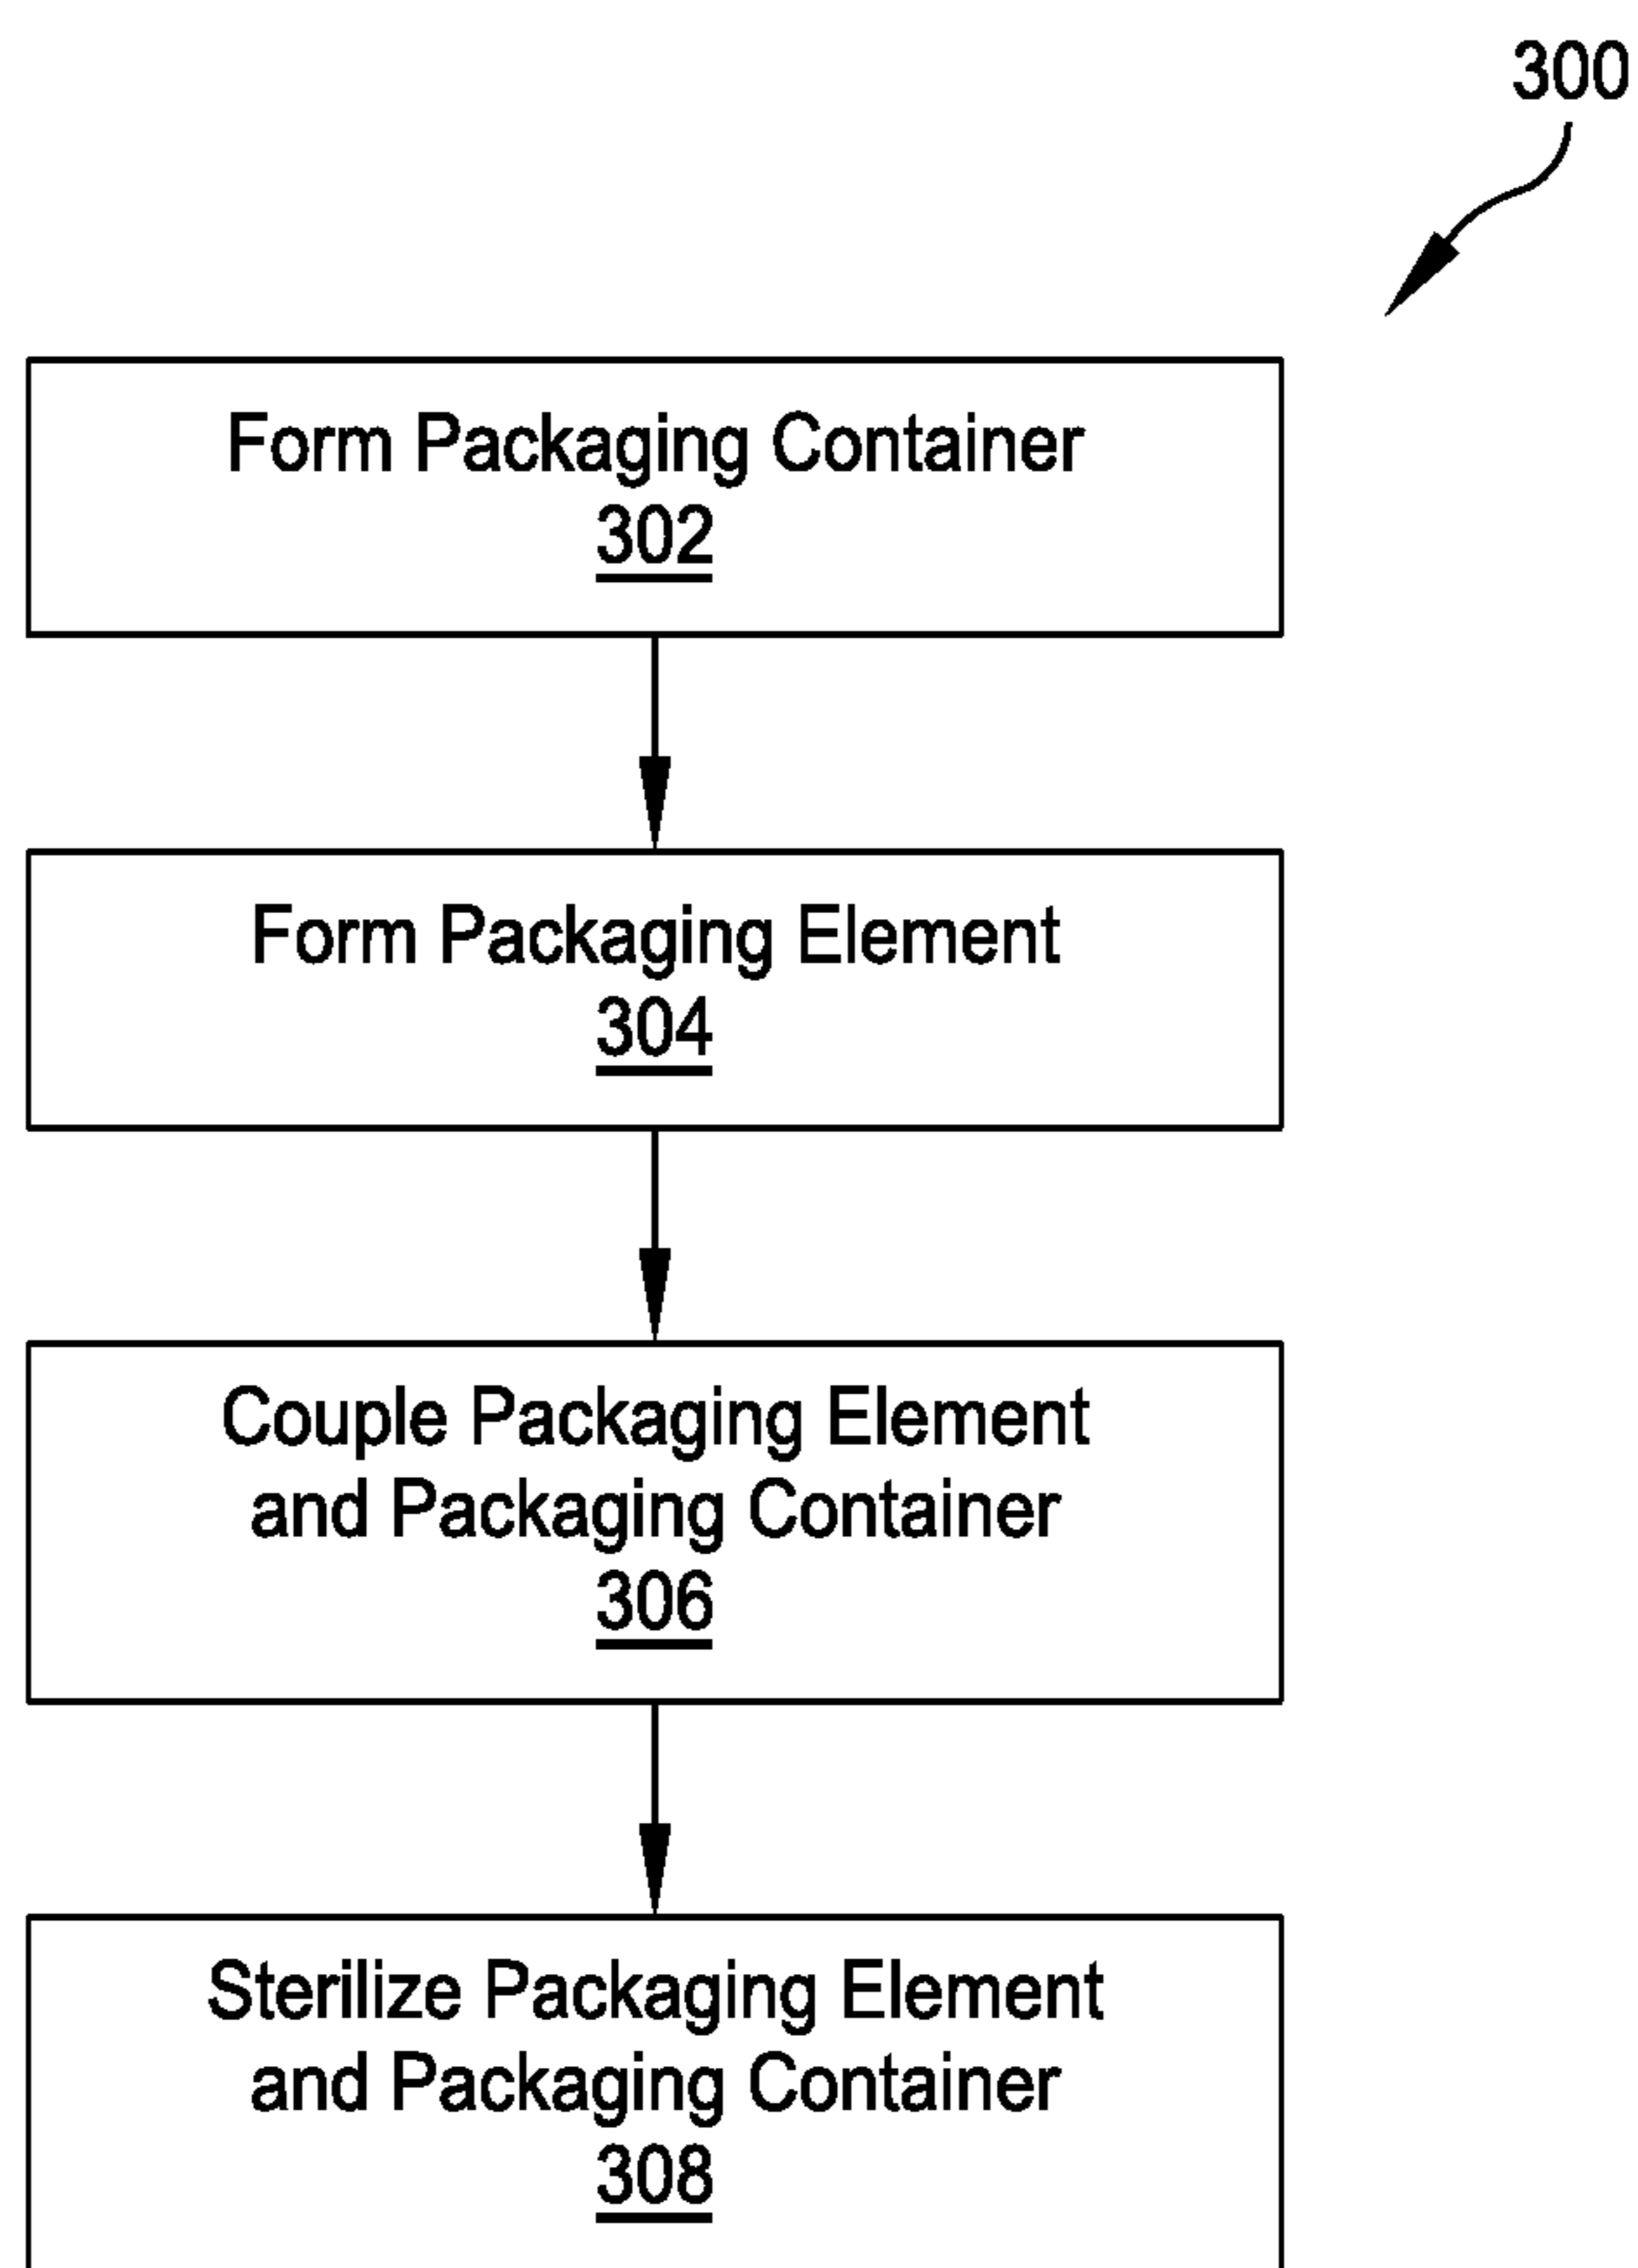 300
Form Packaging Container
302
Form Packaging Element
304
Couple Packaging Element
and Packaging Container
306
Sterilize Packaging Element
and Packaging Container
308